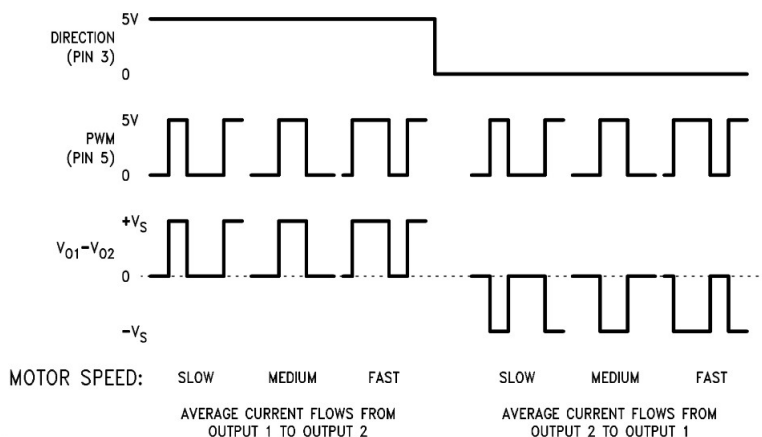 DIRECTION
(PIN 3)
5V
0
PWM
(PIN 5)
5V
0
VO1–VO2
+VS
0
−VS
MOTOR SPEED: SLOW MEDIUM FAST SLOW MEDIUM FAST
AVERAGE CURRENT FLOWS FROM
OUTPUT 1 TO OUTPUT 2
AVERAGE CURRENT FLOWS FROM
OUTPUT 2 TO OUTPUT 1